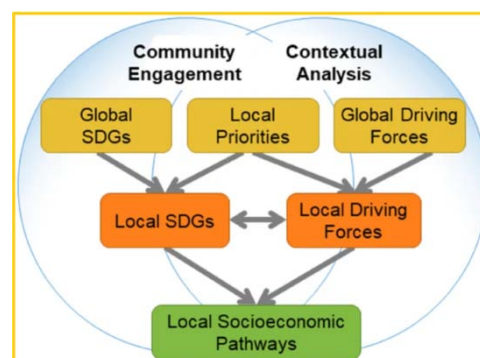 Community
Engagement
Contextual
Analysis
Global
SDGs
Local
Priorities
Global Driving
Forces
Local SDGs
Local Driving
Forces
Local Socioeconomic
Pathways